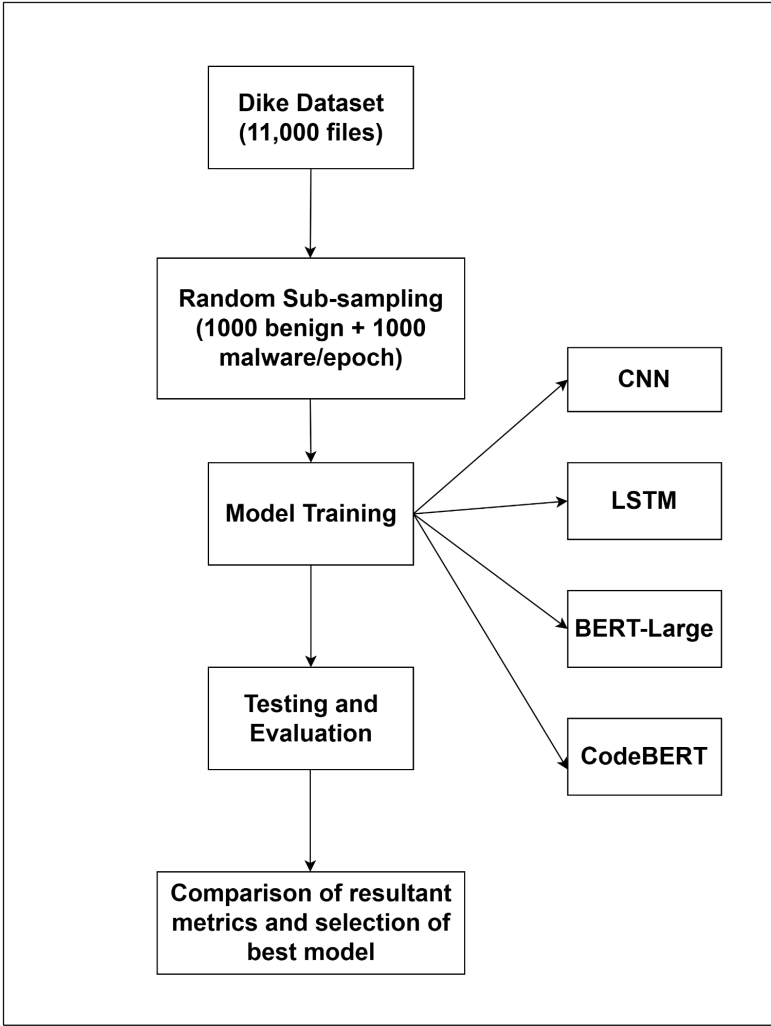 Dike Dataset
(11,000 files)
Random Sub-sampling
(1000 benign + 1000
malware/epoch)
CNN
Model Training
LSTM
BERT-Large
Testing and
Evaluation
CodeBERT
Comparison of resultant
metrics and selection of
best model